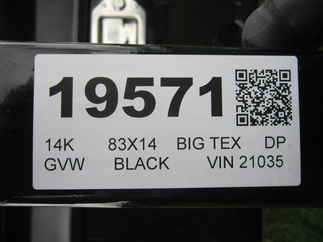 19571
14K 83X14 BIG TEX DP
GVW BLACK VIN 21035